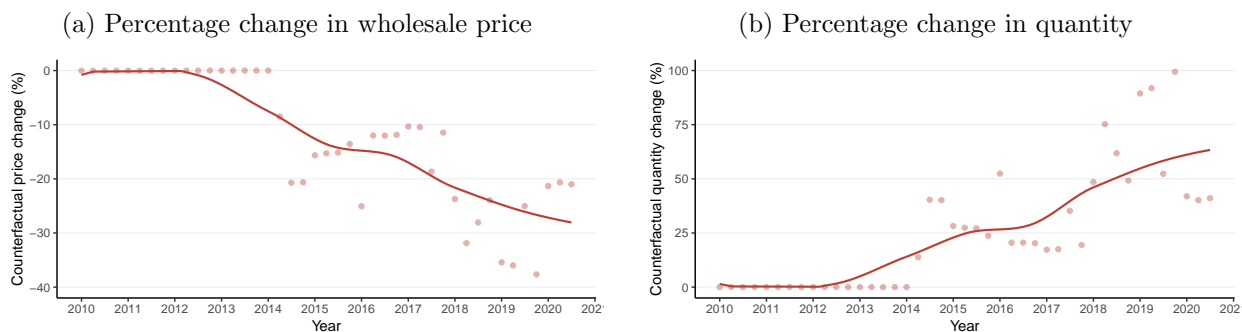 (a) Percentage change in wholesale price
Counterfactual price change (%)
0
−10
−20
−30
−40
2010 2011 2012 2013 2014 2015 2016 2017 2018 2019 2020 202
Year
(b) Percentage change in quantity
Counterfactual quantity change (%)
100
75
50
25
0
2010 2011 2012 2013 2014 2015 2016 2017 2018 2019 2020 202
Year